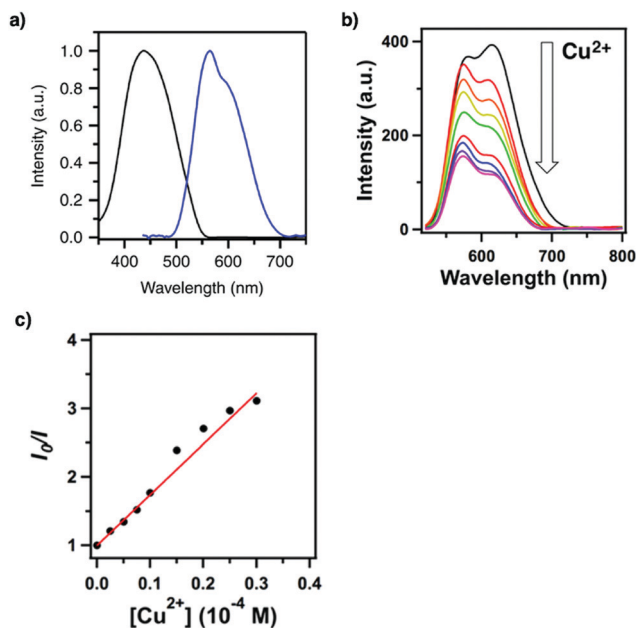 a)
Intensity (a.u.)
1.0
0.8
0.6
0.4
0.2
0.0
400 500 600 700
Wavelength (nm)
b)
Intensity (a.u.)
400
200
0
Cu²⁺
600 700 800
Wavelength (nm)
c)
I₀/I
4
3
2
1
0.0 0.1 0.2 0.3 0.4
[Cu²⁺] (10⁻⁴ M)